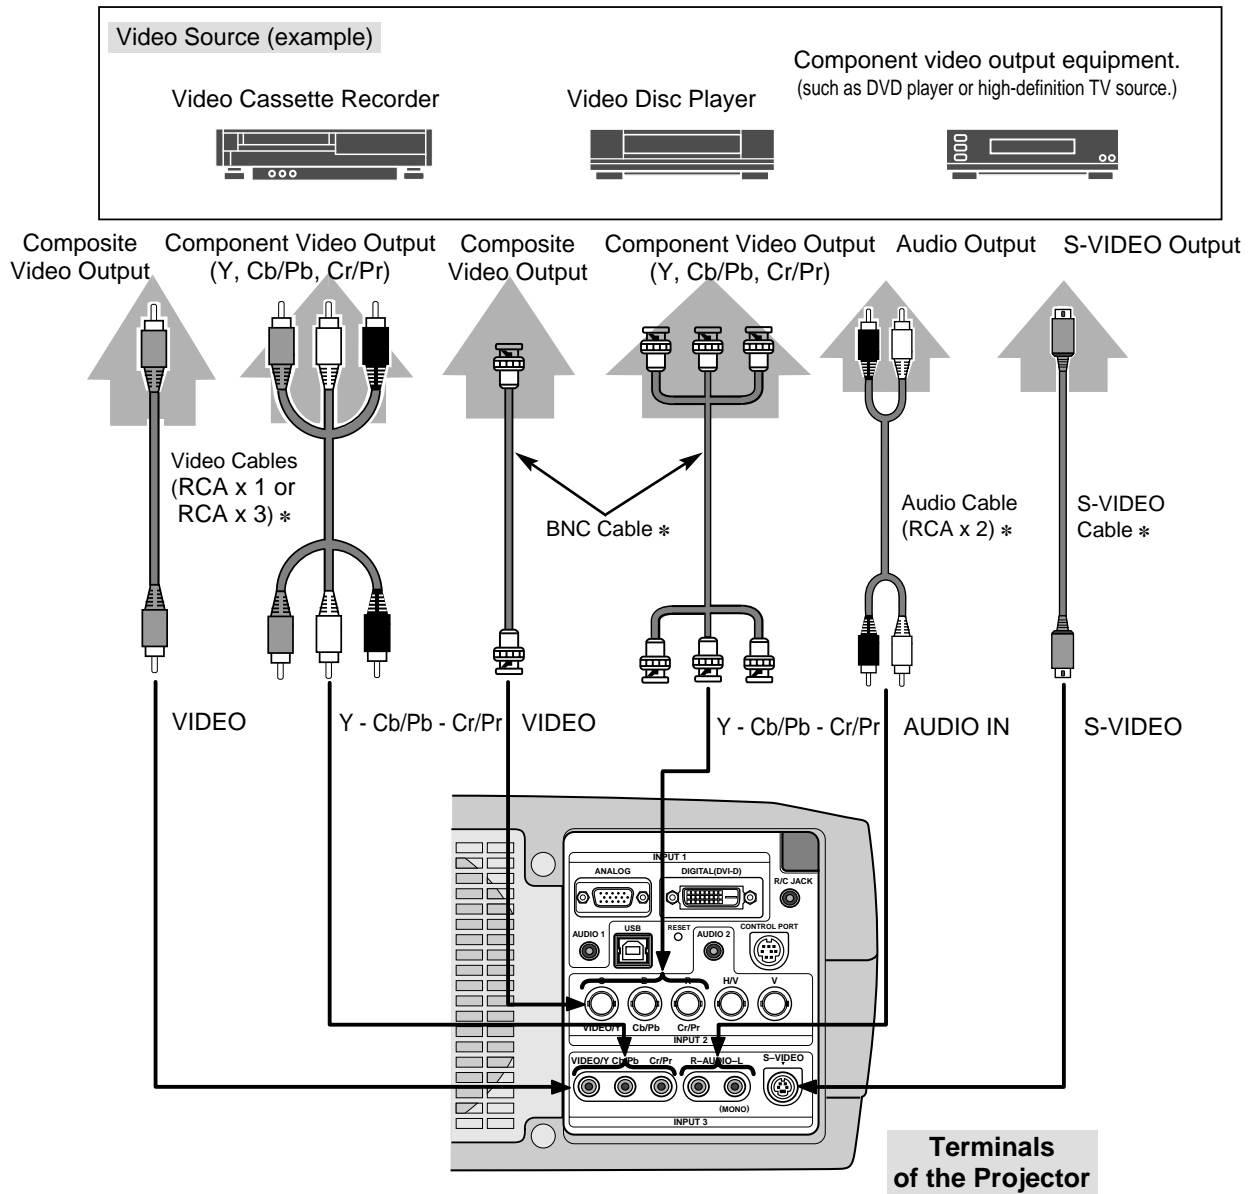 Video Source (example)
Component video output equipment.
(such as DVD player or high-definition TV source.)
Video Cassette Recorder
Video Disc Player
Composite
Video Output
Component Video Output
(Y, Cb/Pb, Cr/Pr)
Composite
Video Output
Component Video Output
(Y, Cb/Pb, Cr/Pr)
Audio Output
S-VIDEO Output
Video Cables
(RCA x 1 or
RCA x 3) *
BNC Cable *
Audio Cable
(RCA x 2) *
S-VIDEO
Cable *
VIDEO
Y - Cb/Pb - Cr/Pr
VIDEO
Y - Cb/Pb - Cr/Pr
AUDIO IN
S-VIDEO
INPUT 1
ANALOG
DIGITAL(DVI-D)
R/C JACK
AUDIO 1
USB
RESET
AUDIO 2
CONTROL PORT
R
H/V
V
VIDEO/Y
Cb/Pb
Cr/Pr
INPUT 2
VIDEO/Y
Cb/Pb
Cr/Pr
R–AUDIO–L
S–VIDEO
(MONO)
INPUT 3
Terminals
of the Projector